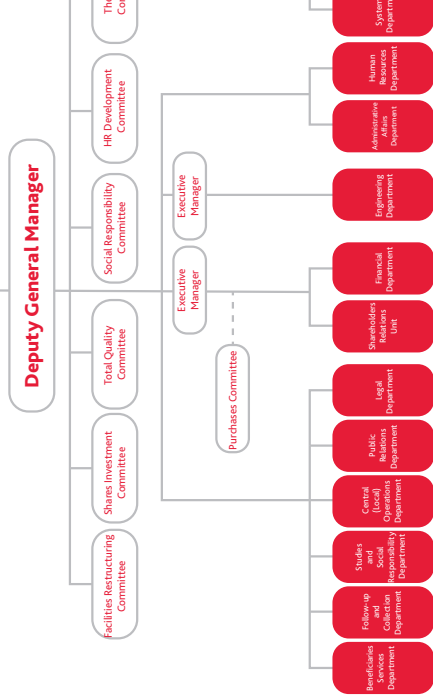 Deputy General Manager
Facilities Restructuring
Committee
Shares Investment
Committee
Total Quality
Committee
Social Responsibility
Committee
HR Development
Committee
Executive
Manager
Executive
Manager
Purchases Committee
Beneficiaries
Services
Department
Follow-up
and
Collection
Department
Studies
and
Social
Responsibility
Department
Central
(Local)
Operations
Department
Public
Relations
Department
Legal
Department
Shareholders
Relations
Unit
Financial
Department
Engineering
Department
Administrative
Affairs
Department
Human
Resources
Department